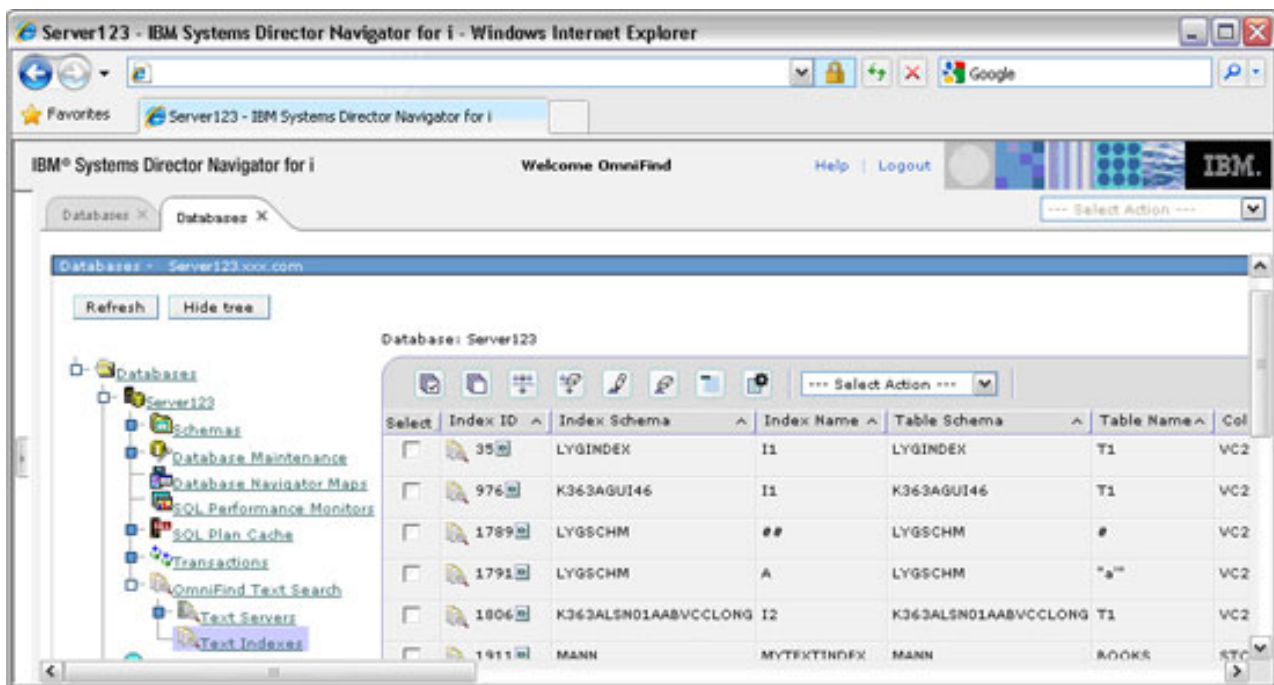 Server123 - IBM Systems Director Navigator for i - Windows Internet Explorer
Google
Favorites Server123 - IBM Systems Director Navigator for i
IBM® Systems Director Navigator for i Welcome OmniFind Help | Logout IBM.
Databases X Databases X --- Select Action ---
Databases - Server123.xxx.com
Refresh Hide tree
Database: Server123
--- Select Action ---
Databases
Server123
Schemas
Database Maintenance
Database Navigator Maps
SQL Performance Monitors
SQL Plan Cache
Transactions
OmniFind Text Search
Text Servers
Text Indexes
Select Index ID Index Schema Index Name Table Schema Table Name Col
35 LYGINDEX I1 LYGINDEX T1 VC2
976 K363AGUI46 I1 K363AGUI46 T1 VC2
1789 LYGSCHM ## LYGSCHM # VC2
1791 LYGSCHM A LYGSCHM "a"" VC2
1806 K363ALSN01AABVCCLONG I2 K363ALSN01AABVCCLONG T1 VC2
1911 MANN MYTEXTINDEX MANN BOOKS STO